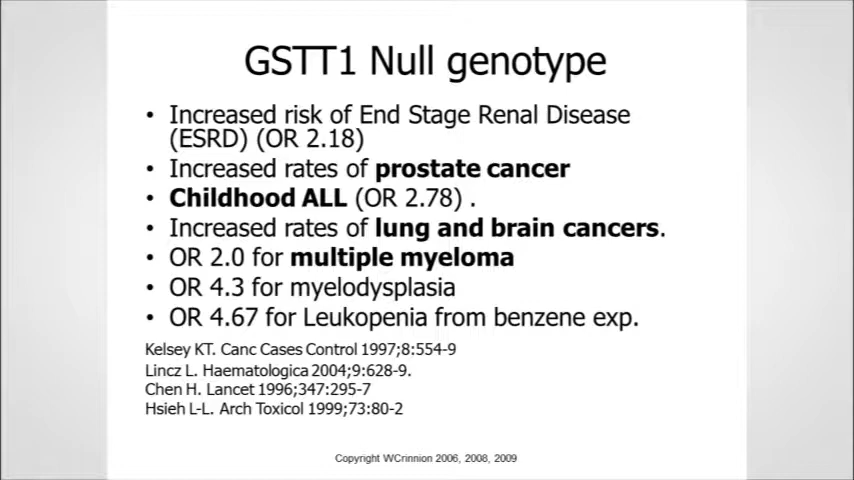 GSTT1 Null genotype
• Increased risk of End Stage Renal Disease
(ESRD) (OR 2.18)
• Increased rates of prostate cancer
• Childhood ALL (OR 2.78) .
• Increased rates of lung and brain cancers.
• OR 2.0 for multiple myeloma
• OR 4.3 for myelodysplasia
• OR 4.67 for Leukopenia from benzene exp.
Kelsey KT. Canc Cases Control 1997;8:554-9
Lincz L. Haematologica 2004;9:628-9.
Chen H. Lancet 1996;347:295-7
Hsieh L-L. Arch Toxicol 1999;73:80-2
Copyright WCrinnion 2006, 2008, 2009